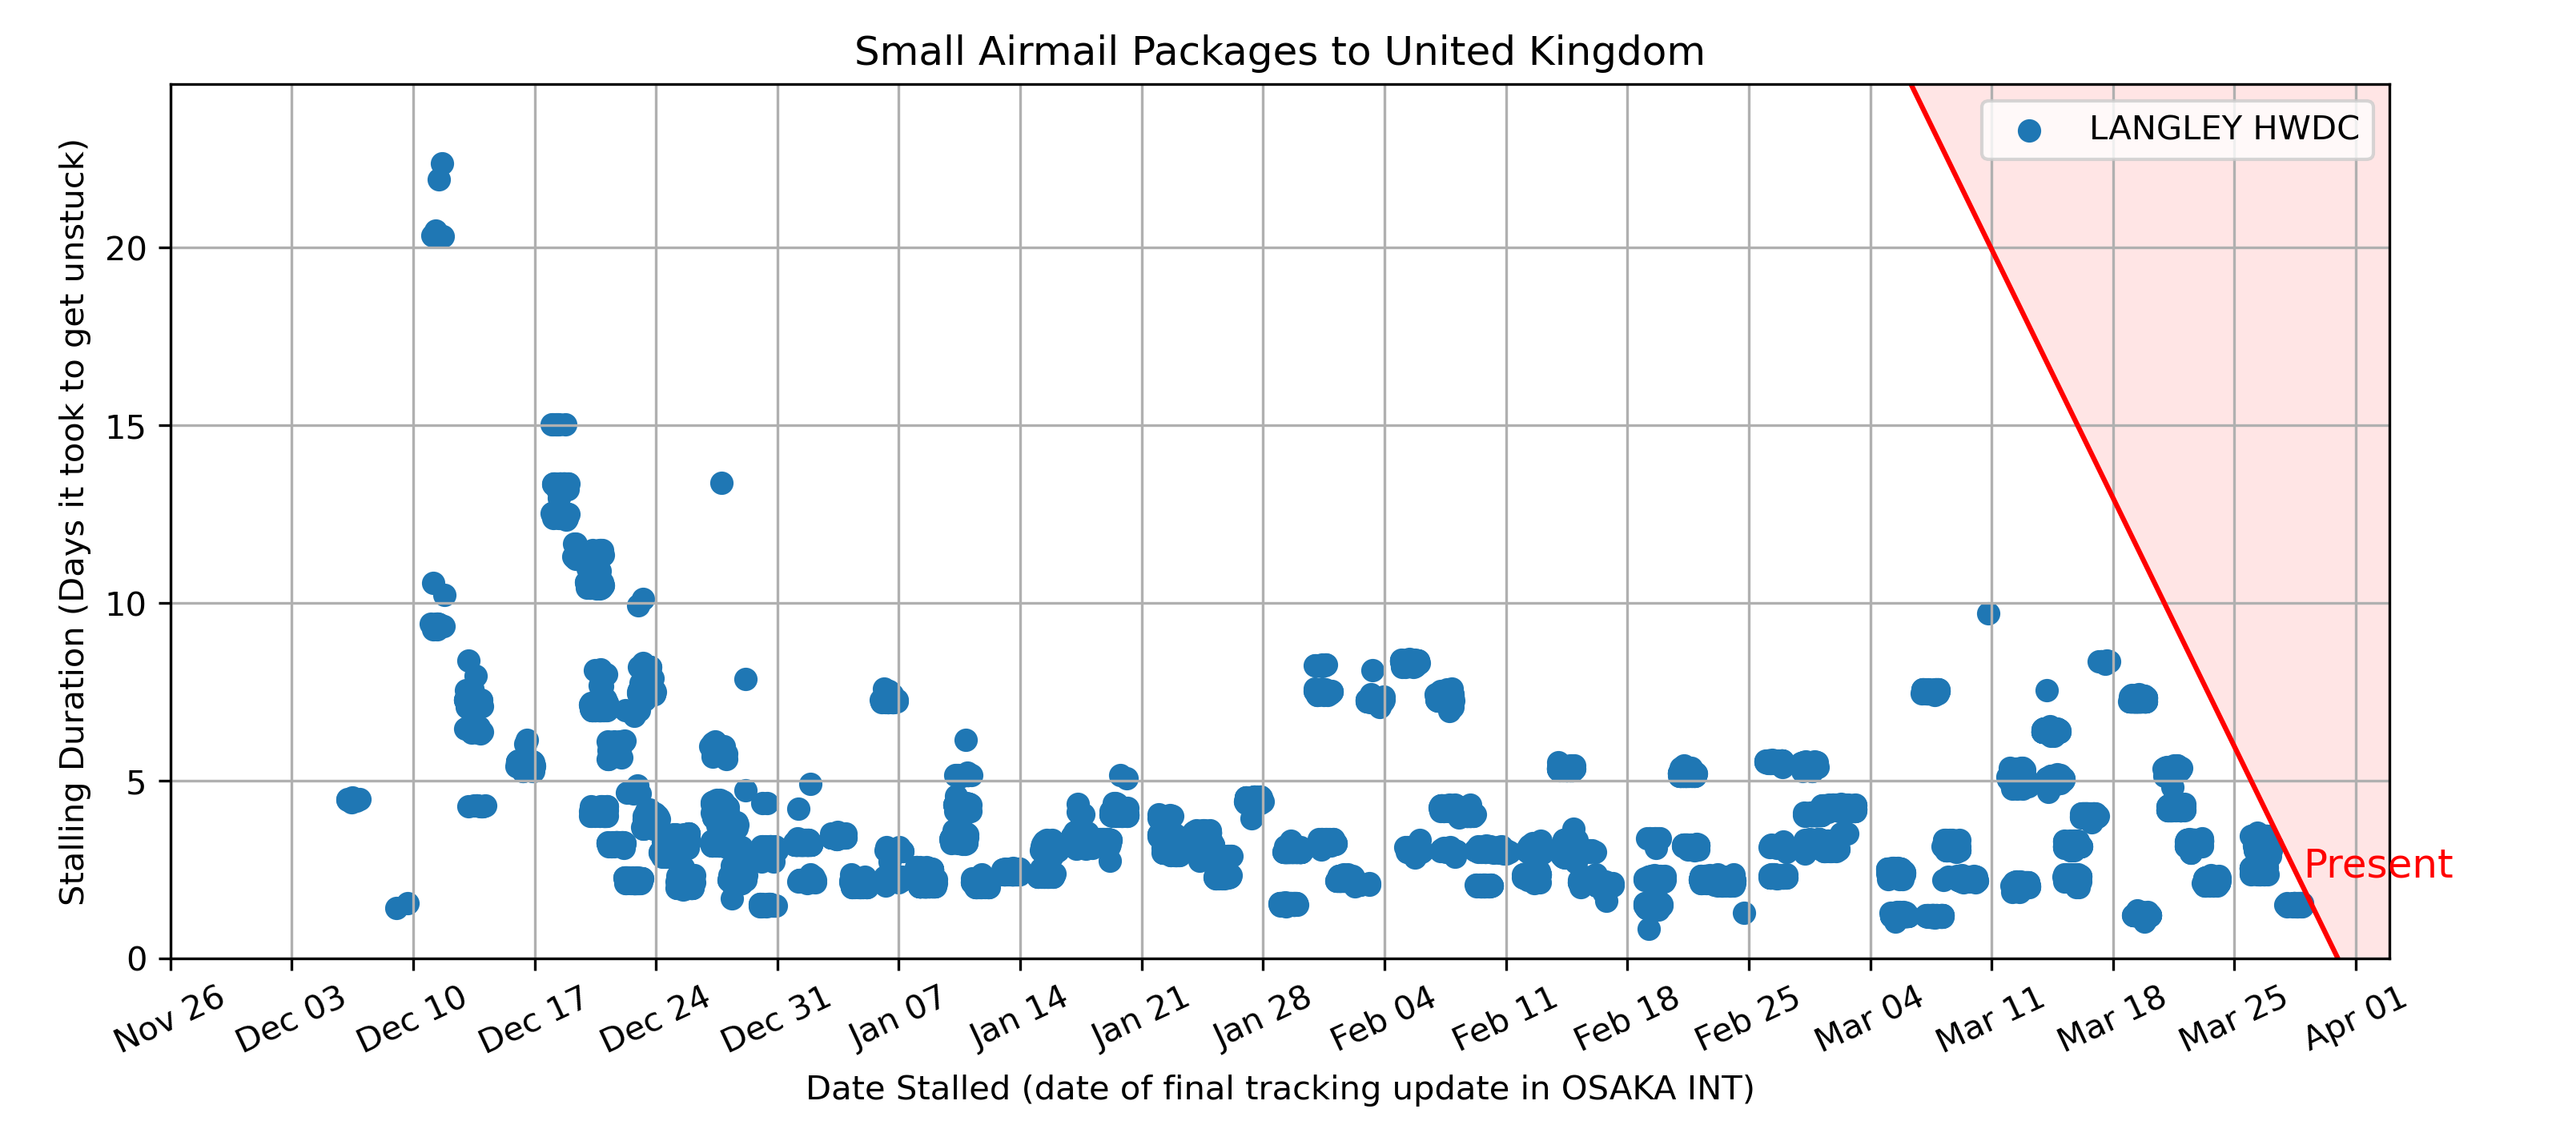 Small Airmail Packages to United Kingdom
LANGLEY HWDC
Stalling Duration (Days it took to get unstuck)
20
15
10
5
0
Present
Nov 26
Dec 03
Dec 10
Dec 17
Dec 24
Dec 31
Jan 07
Jan 14
Jan 21
Jan 28
Feb 04
Feb 11
Feb 18
Feb 25
Mar 04
Mar 11
Mar 18
Mar 25
Apr 01
Date Stalled (date of final tracking update in OSAKA INT)